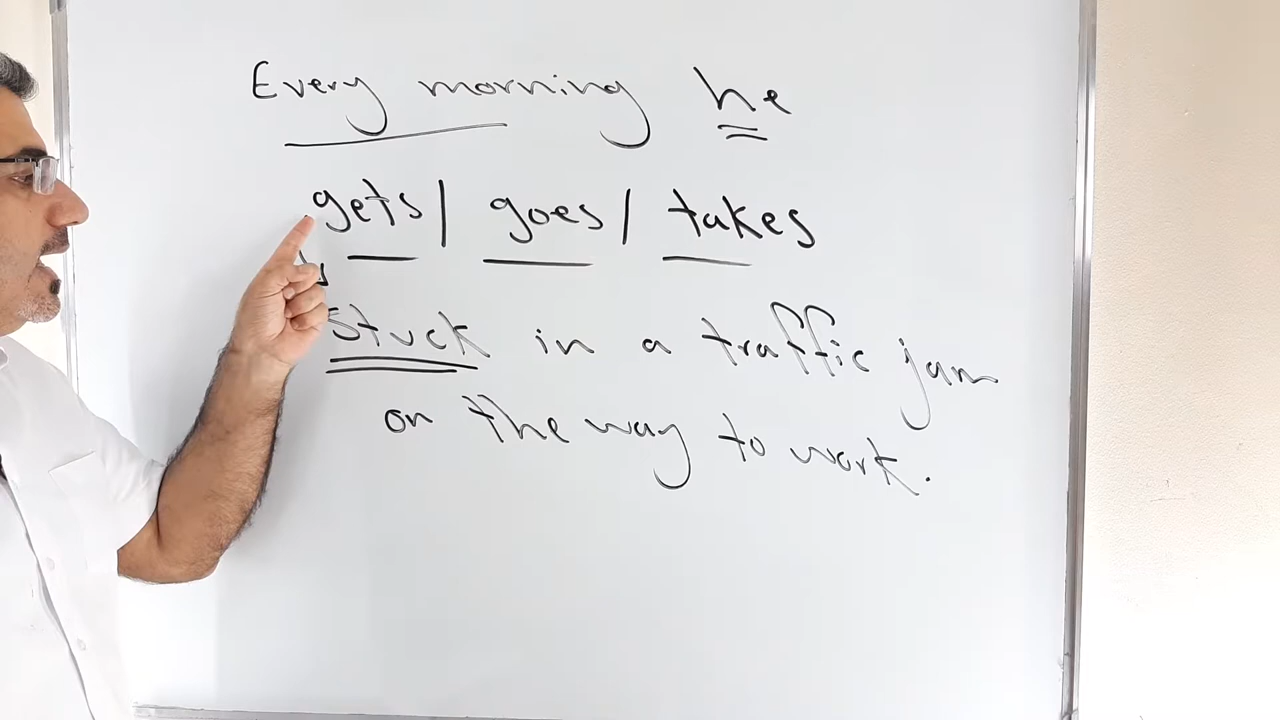 Every morning he
gets / goes / takes
stuck in a traffic jam
on the way to work.